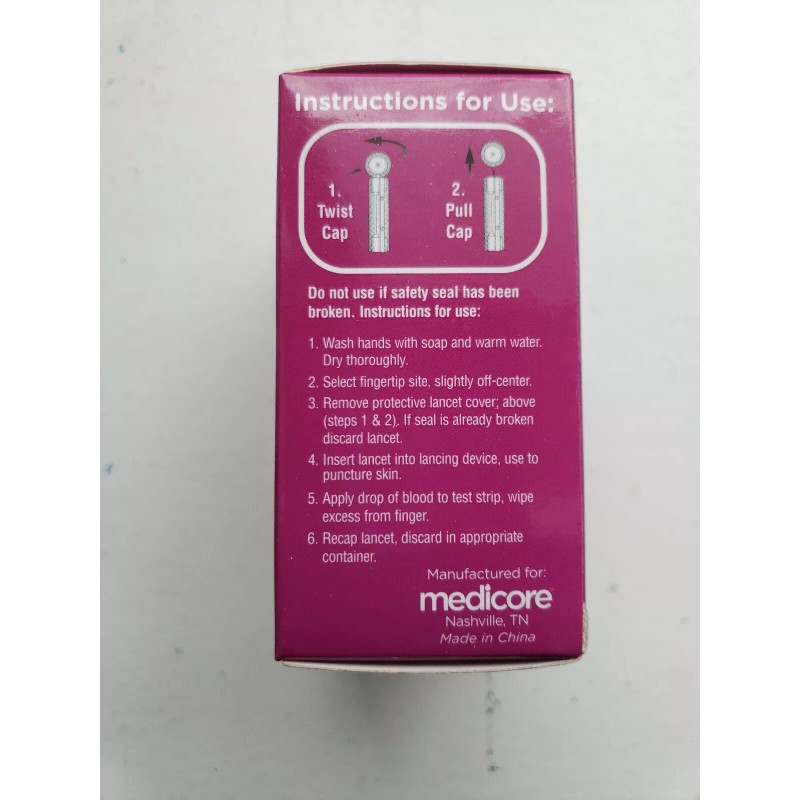 Instructions for Use:
1.
Twist
Cap
2.
Pull
Cap
Do not use if safety seal has been
broken. Instructions for use:
1. Wash hands with soap and warm water.
Dry thoroughly.
2. Select fingertip site, slightly off-center.
3. Remove protective lancet cover; above
(steps 1 & 2). If seal is already broken
discard lancet.
4. Insert lancet into lancing device, use to
puncture skin.
5. Apply drop of blood to test strip, wipe
excess from finger.
6. Recap lancet, discard in appropriate
container.
Manufactured for:
medicore
Nashville, TN
Made in China